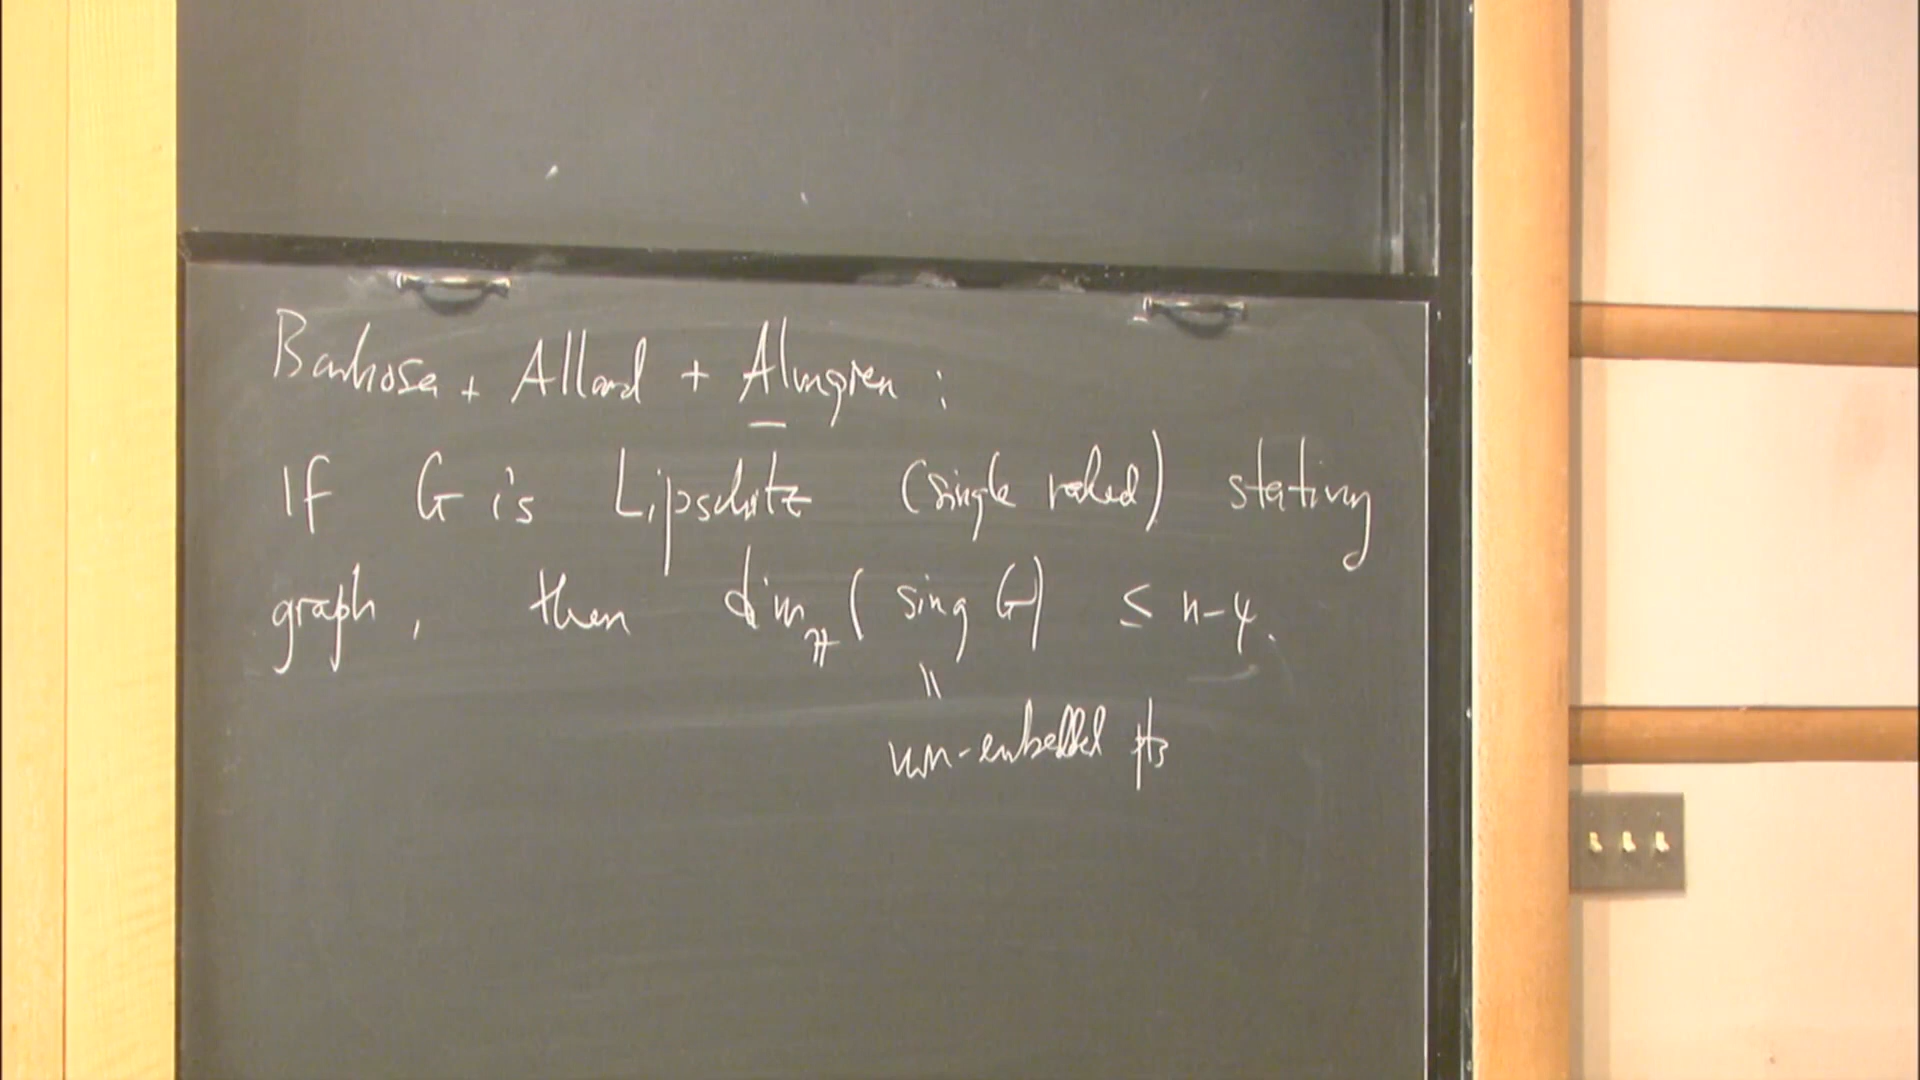 Barbosa + Allard + Almgren :
If G is Lipschitz (single valued) stationary
graph, then dim_H ( sing G) ≤ n-4.
||
non-embedded pts